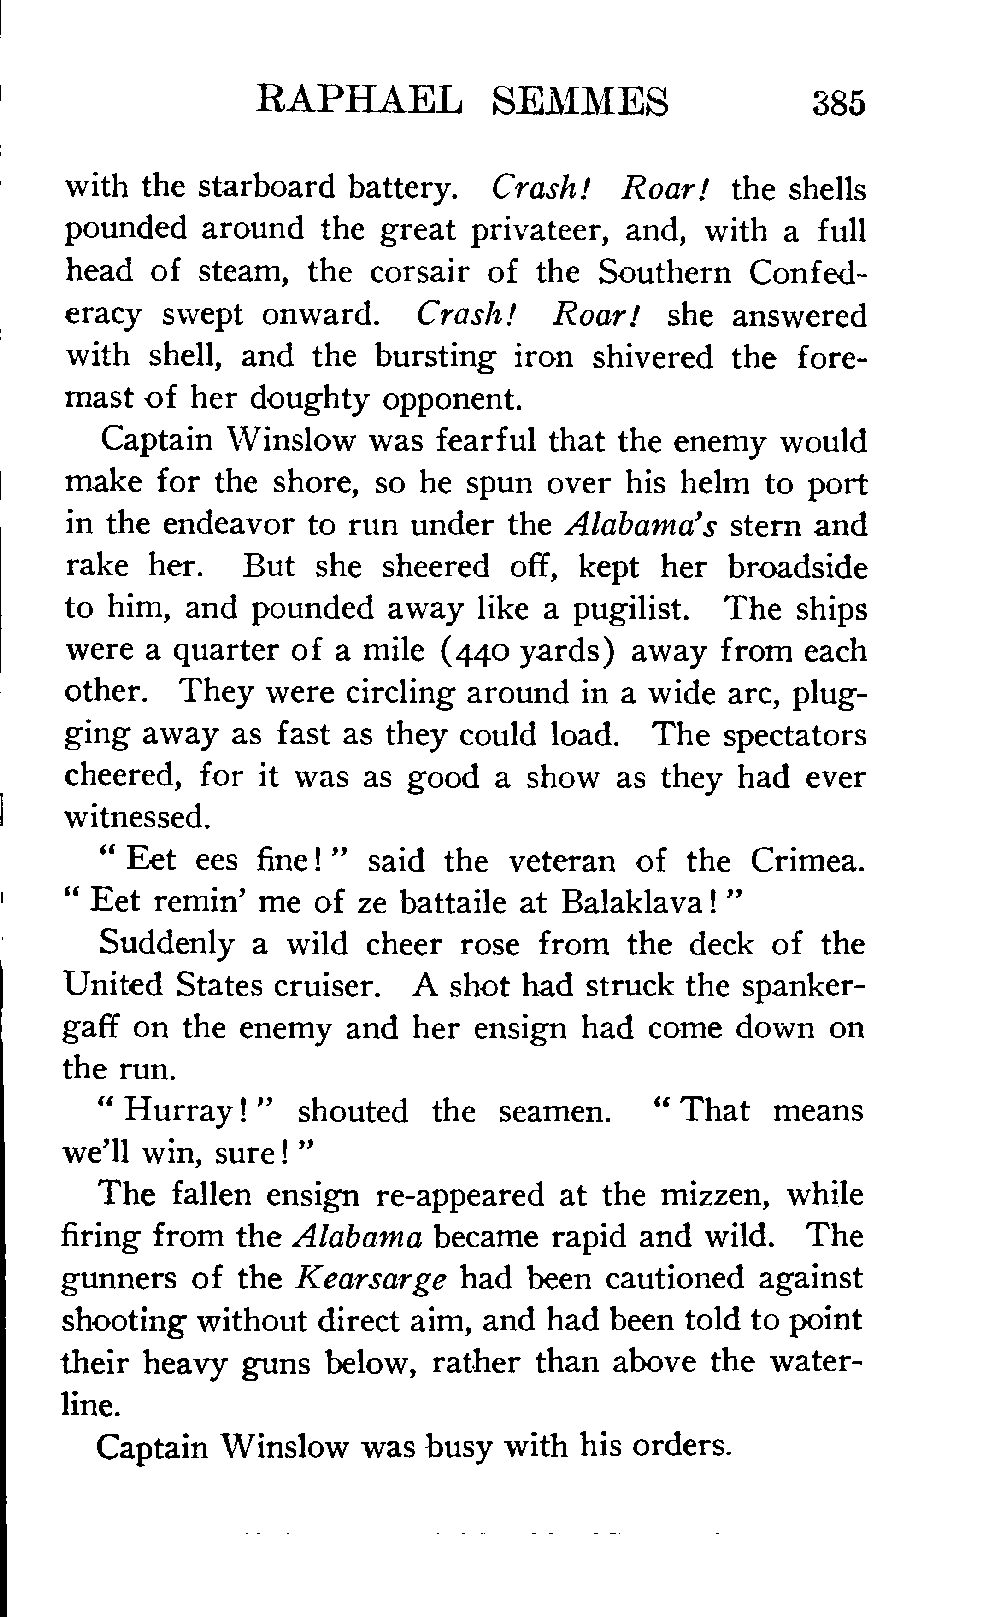 RAPHAEL SEMMES 385
with the starboard battery. Crash! Roar! the shells
pounded around the great privateer, and, with a full
head of steam, the corsair of the Southern Confed-
eracy swept onward. Crash! Roar! she answered
with shell, and the bursting iron shivered the fore-
mast of her doughty opponent.
Captain Winslow was fearful that the enemy would
make for the shore, so he spun over his helm to port
in the endeavor to run under the Alabama's stern and
rake her. But she sheered off, kept her broadside
to him, and pounded away like a pugilist. The ships
were a quarter of a mile (440 yards) away from each
other. They were circling around in a wide arc, plug-
ging away as fast as they could load. The spectators
cheered, for it was as good a show as they had ever
witnessed.
" Eet ees fine! " said the veteran of the Crimea.
" Eet remin' me of ze battaile at Balaklava! "
Suddenly a wild cheer rose from the deck of the
United States cruiser. A shot had struck the spanker-
gaff on the enemy and her ensign had come down on
the run.
" Hurray! " shouted the seamen. " That means
we'll win, sure! "
The fallen ensign re-appeared at the mizzen, while
firing from the Alabama became rapid and wild. The
gunners of the Kearsarge had been cautioned against
shooting without direct aim, and had been told to point
their heavy guns below, rather than above the water-
line.
Captain Winslow was busy with his orders.